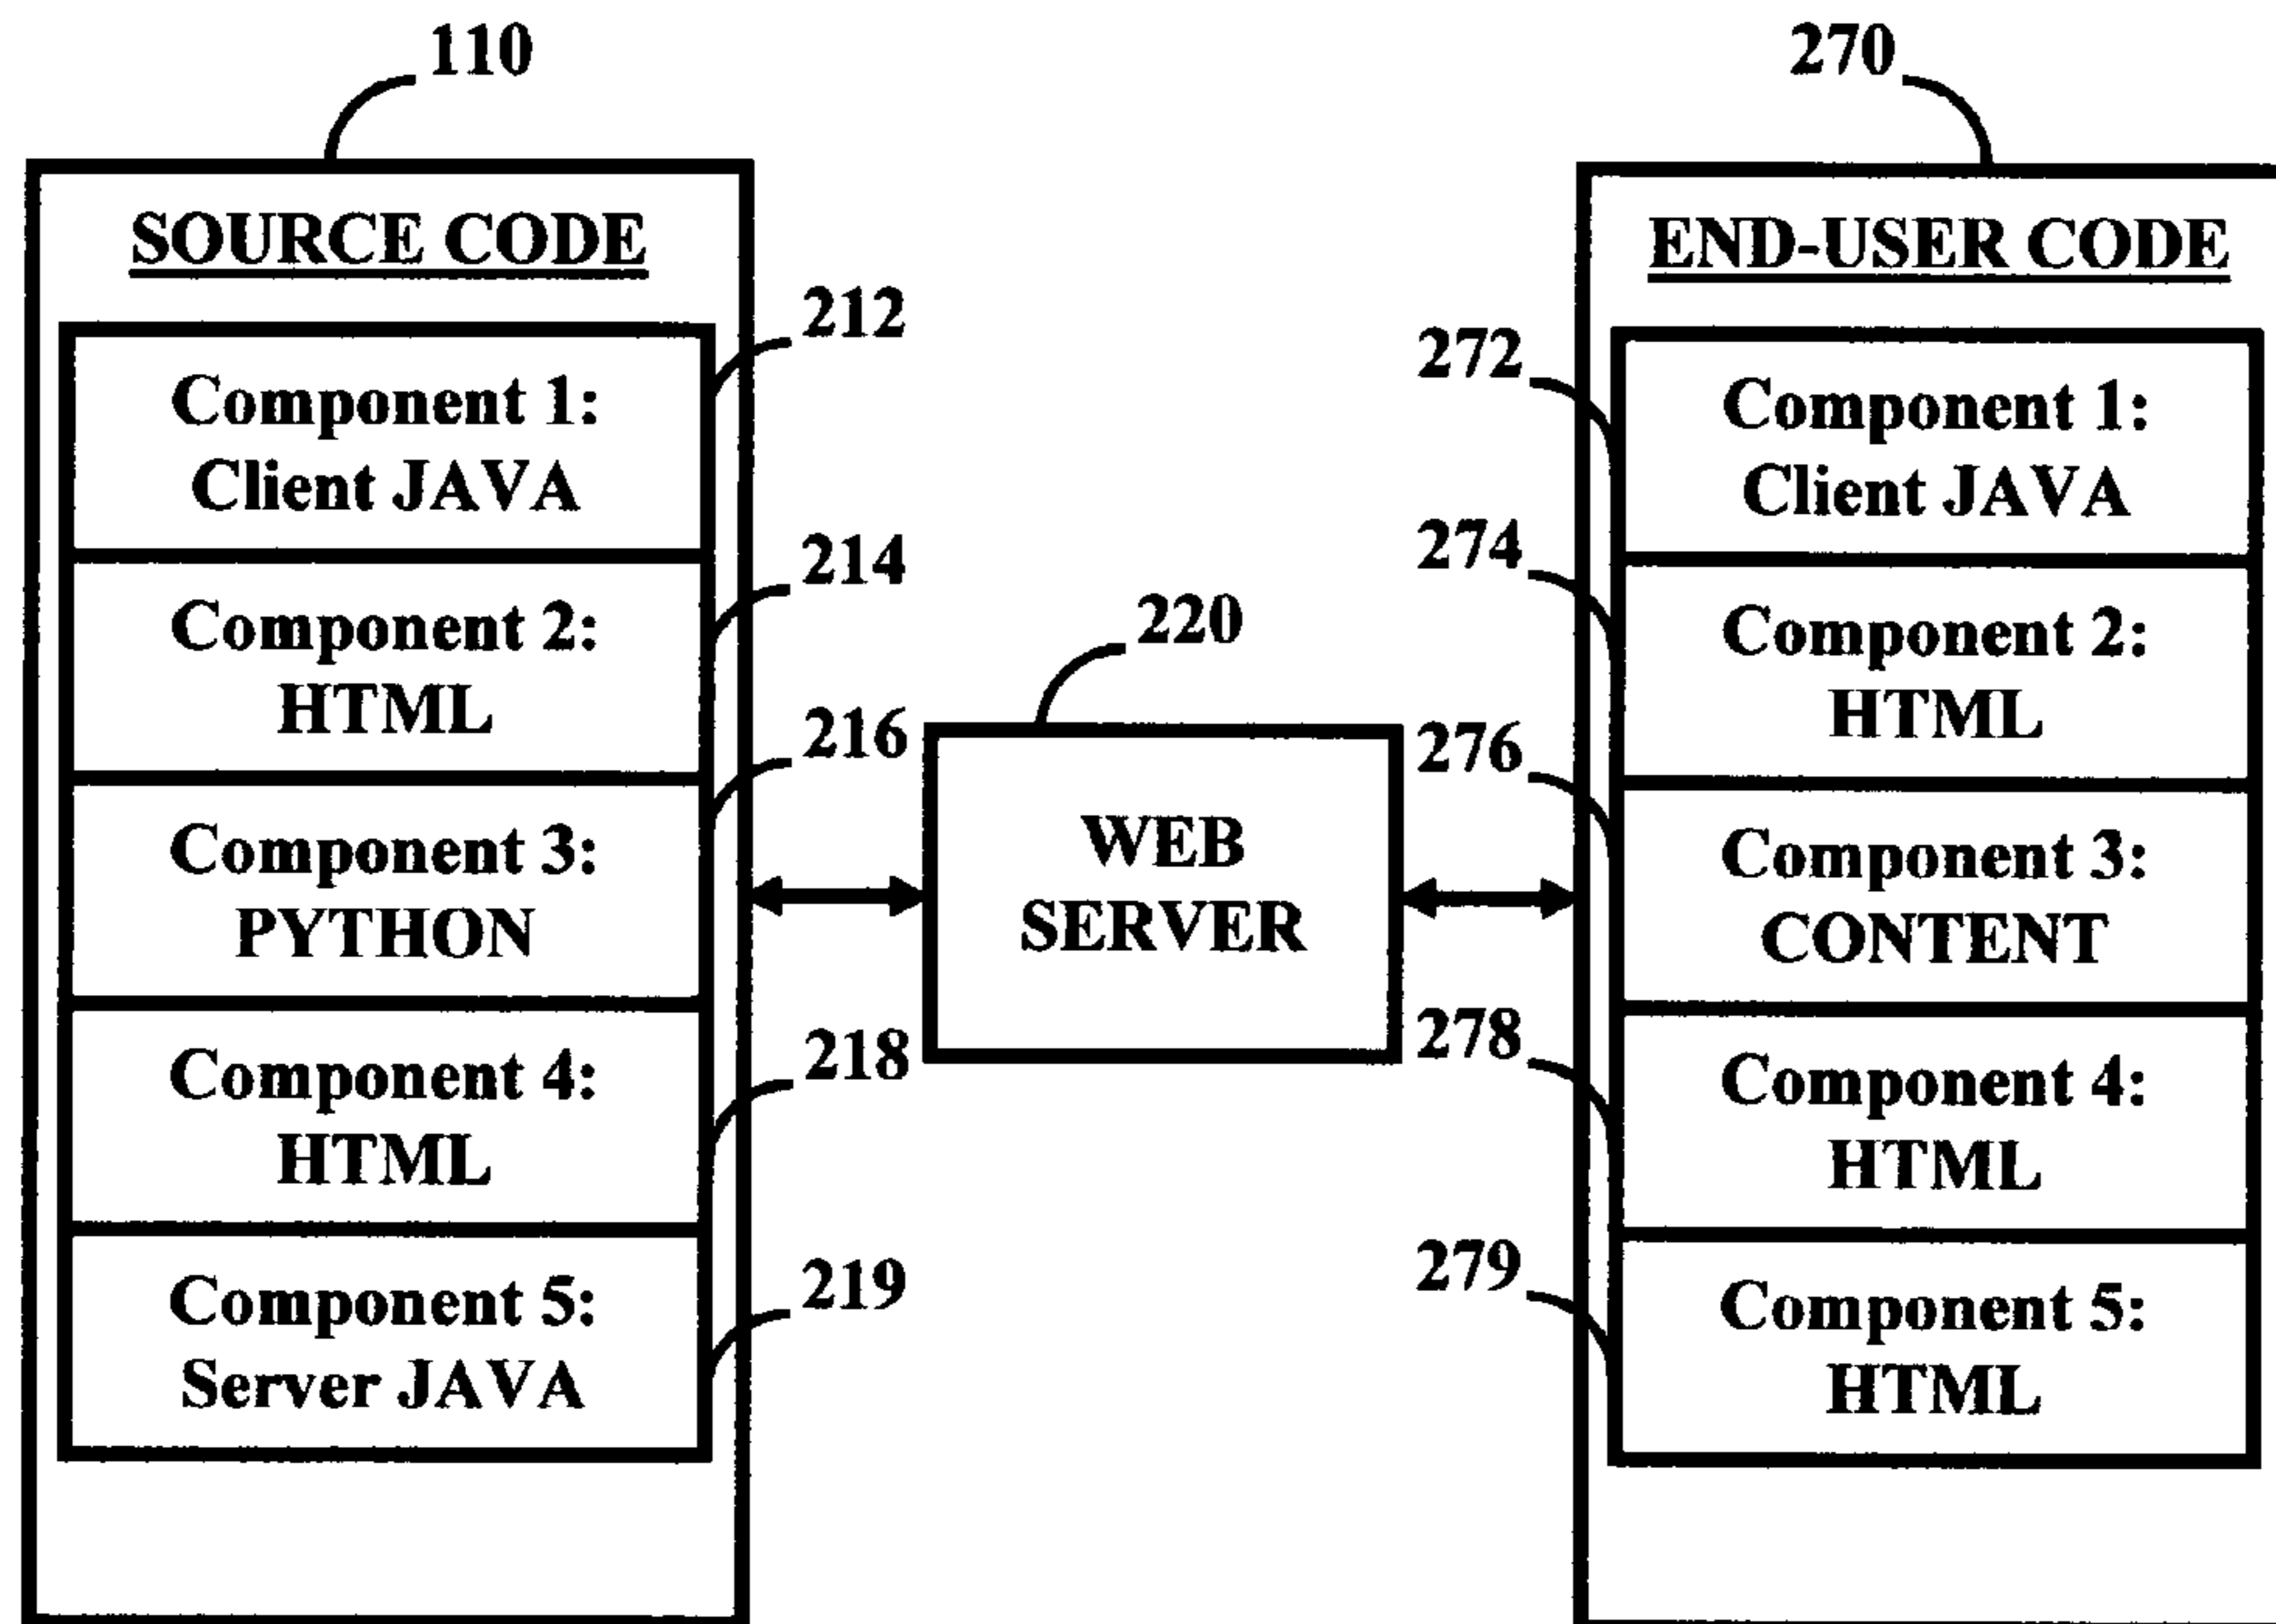 110
SOURCE CODE
212
Component 1:
Client JAVA
214
Component 2:
HTML
216
Component 3:
PYTHON
218
Component 4:
HTML
219
Component 5:
Server JAVA
220
WEB
SERVER
270
END-USER CODE
272
Component 1:
Client JAVA
274
Component 2:
HTML
276
Component 3:
CONTENT
278
Component 4:
HTML
279
Component 5:
HTML